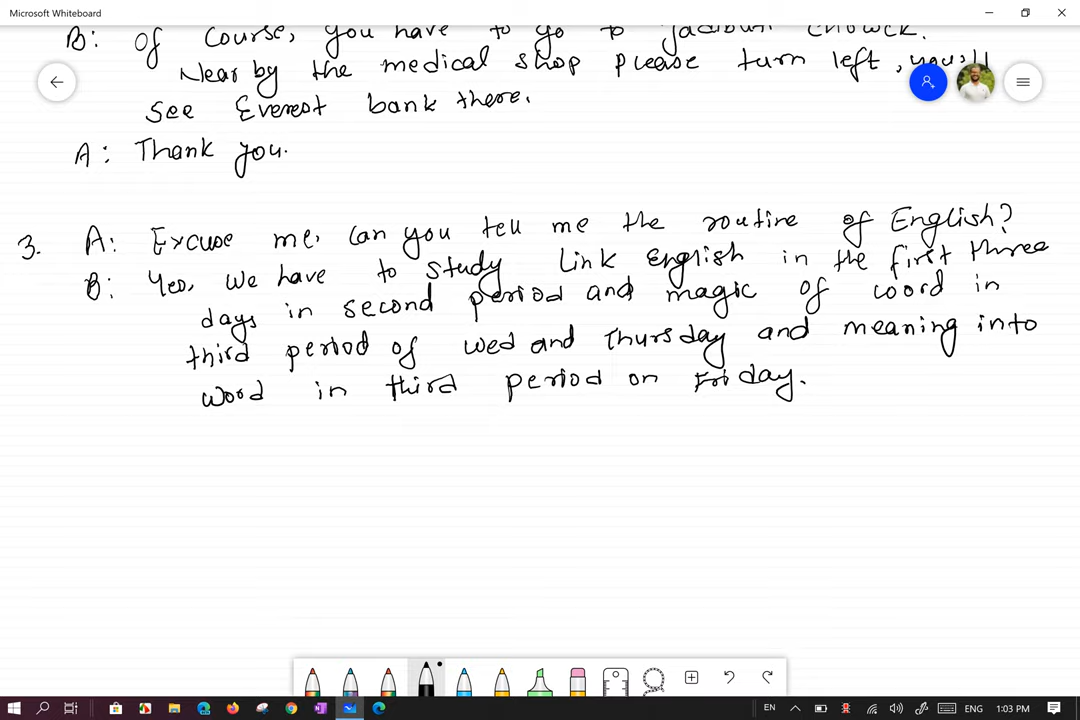 Microsoft Whiteboard
B: Of course, you have to go to
Near by the medical shop please turn left, you'll
see Everest bank there.
A: Thank you.
3. A: Excuse me, can you tell me the routine of English?
B: Yes, we have to study Link English in the first three
days in second period and magic of word in
third period of wed and Thursday and meaning into
word in third period on Friday.
EN
ENG
1:03 PM